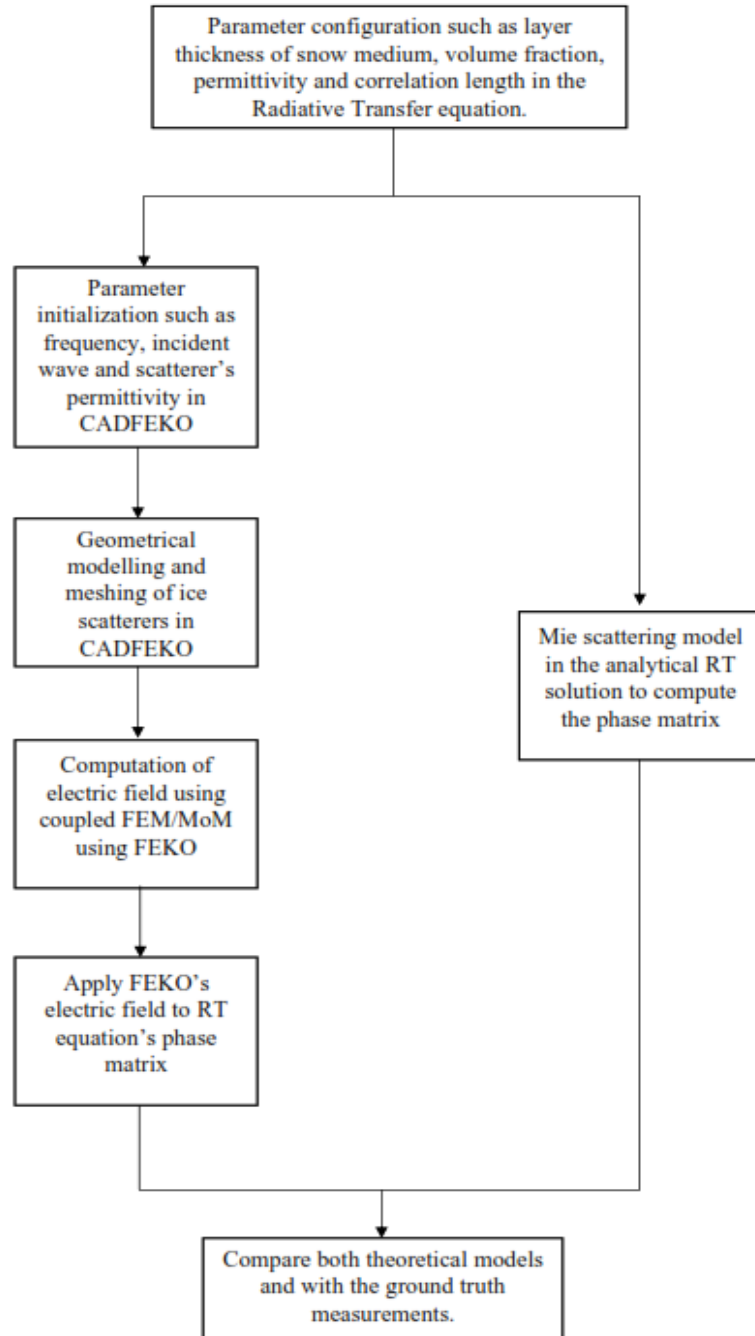 Parameter configuration such as layer
thickness of snow medium, volume fraction,
permittivity and correlation length in the
Radiative Transfer equation.
Parameter
initialization such as
frequency, incident
wave and scatterer's
permittivity in
CADFEKO
Geometrical
modelling and
meshing of ice
scatterers in
CADFEKO
Computation of
electric field using
coupled FEM/MoM
using FEKO
Apply FEKO's
electric field to RT
equation's phase
matrix
Mie scattering model
in the analytical RT
solution to compute
the phase matrix
Compare both theoretical models
and with the ground truth
measurements.